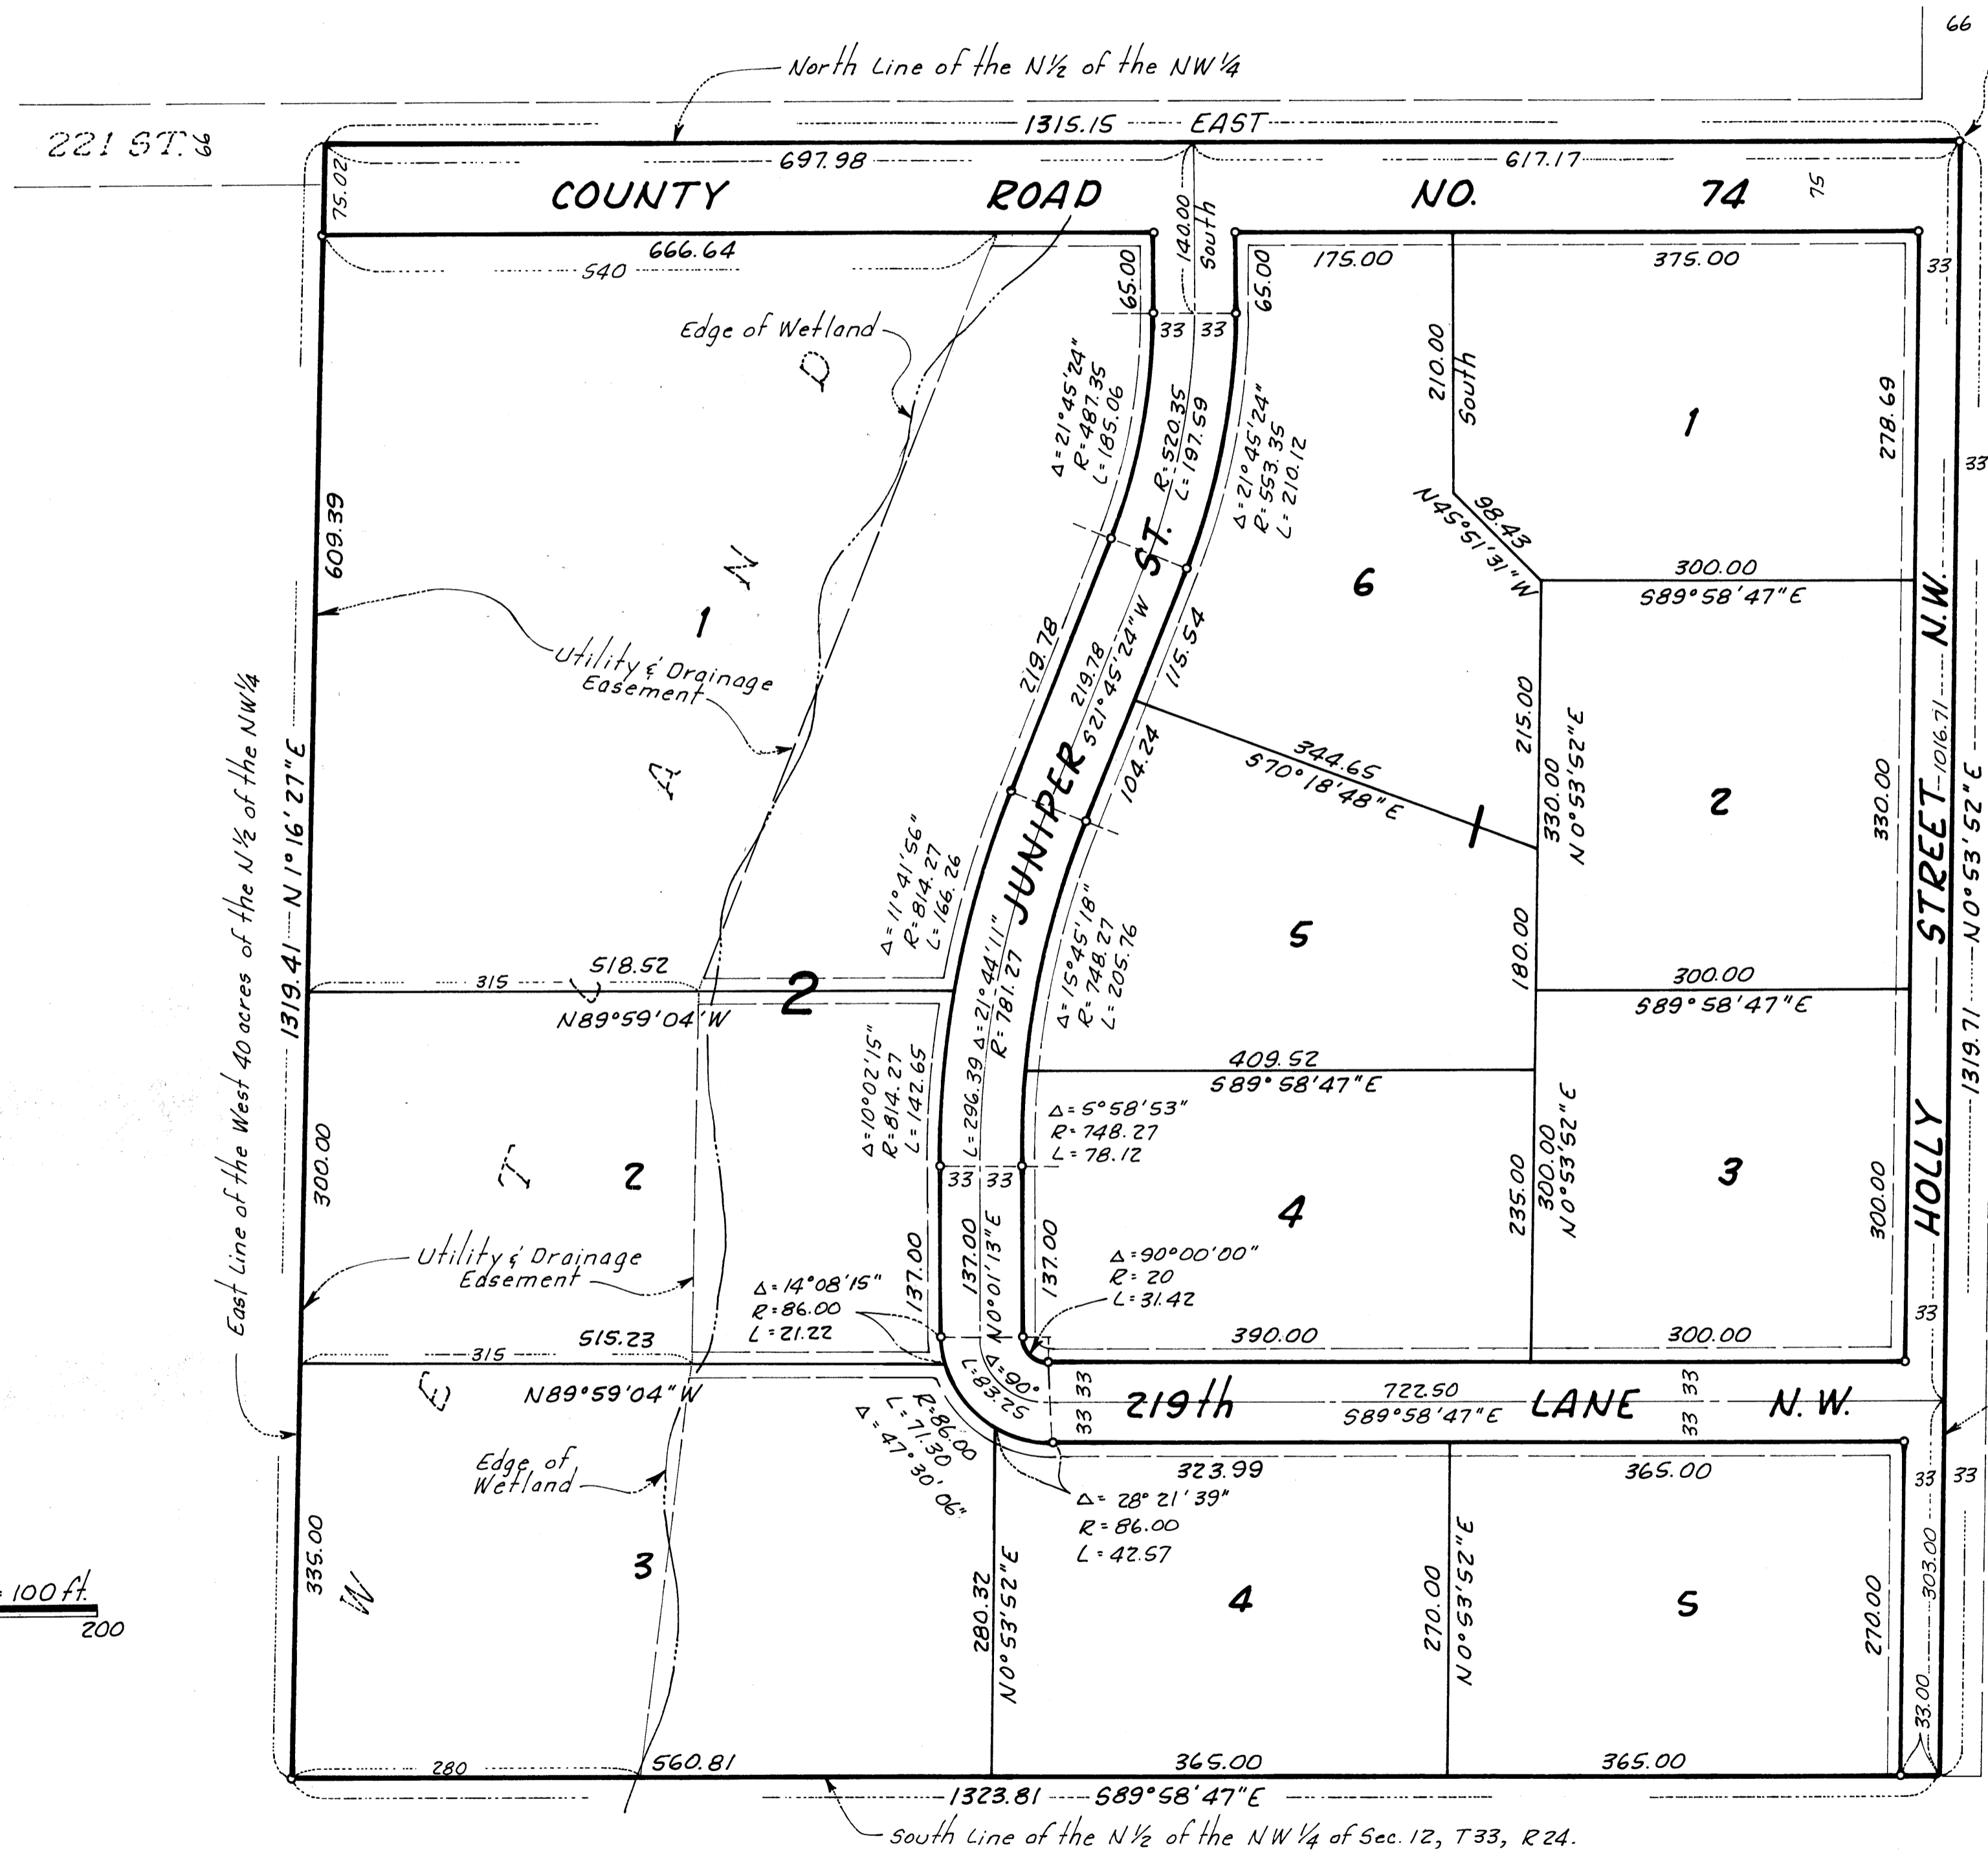 66
North Line of the N½ of the NW¼
221 ST.
66
1315.15 EAST
697.98
617.17
75.02
COUNTY ROAD NO. 74
75
140.00
South
666.64
540
175.00
375.00
33
65.00
65.00
33 33
Edge of Wetland
Δ=21°45'24"
R=487.35
L=185.06
R=520.35
L=197.59
Δ=21°45'24"
R=553.35
L=210.12
210.00
South
1
278.69
33
609.39
N45°51'31"W
98.43
300.00
S89°58'47"E
6
1
Utility & Drainage
Easement
219.78
219.78
S21°45'24"W
115.54
JUNIPER ST.
104.24
344.65
S70°18'48"E
1
215.00
330.00
N0°53'52"E
2
330.00
HOLLY STREET N.W.
1016.71
1319.71 N0°53'52"E
East Line of the West 40 acres of the N½ of the NW¼
1319.41 N1°16'27"E
Δ=11°41'56"
R=814.27
L=166.26
Δ=21°44'11"
R=781.27
L=296.39
Δ=15°45'18"
R=748.27
L=205.76
5
180.00
315
518.52
N89°59'04"W
2
300.00
S89°58'47"E
Δ=10°02'15"
R=814.27
L=142.65
409.52
S89°58'47"E
Δ=5°58'53"
R=748.27
L=78.12
300.00
2
33 33
235.00
300.00
N0°53'52"E
3
300.00
4
Utility & Drainage
Easement
137.00
137.00
N0°01'13"E
137.00
Δ=14°08'15"
R=86.00
L=21.22
Δ=90°00'00"
R=20
L=31.42
33
315
515.23
N89°59'04"W
390.00
300.00
Δ=90°
L=83.25
33
33
219th LANE N.W.
722.50
S89°58'47"E
33
33
R=86.00
L=71.30
Δ=47°30'06"
Edge of
Wetland
323.99
365.00
33 33
Δ=28°21'39"
R=86.00
L=42.57
335.00
3
280.32
N0°53'52"E
4
270.00
N0°53'52"E
5
270.00
303.00
33.00
= 100 ft.
200
WETLAND
280
560.81
365.00
365.00
1323.81 S89°58'47"E
South Line of the N½ of the NW¼ of Sec. 12, T33, R24.